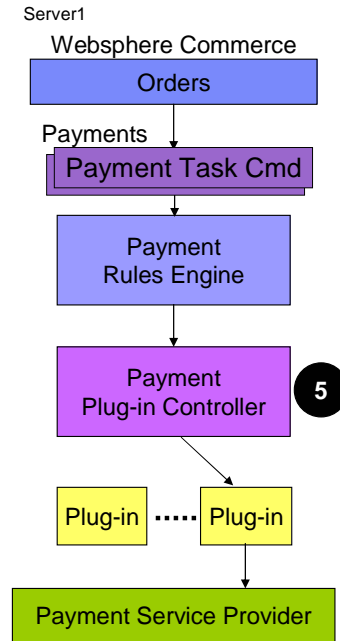 Server1
Websphere Commerce
Orders
Payments
Payment Task Cmd
Payment
Rules Engine
Payment
Plug-in Controller
5
Plug-in
Plug-in
Payment Service Provider